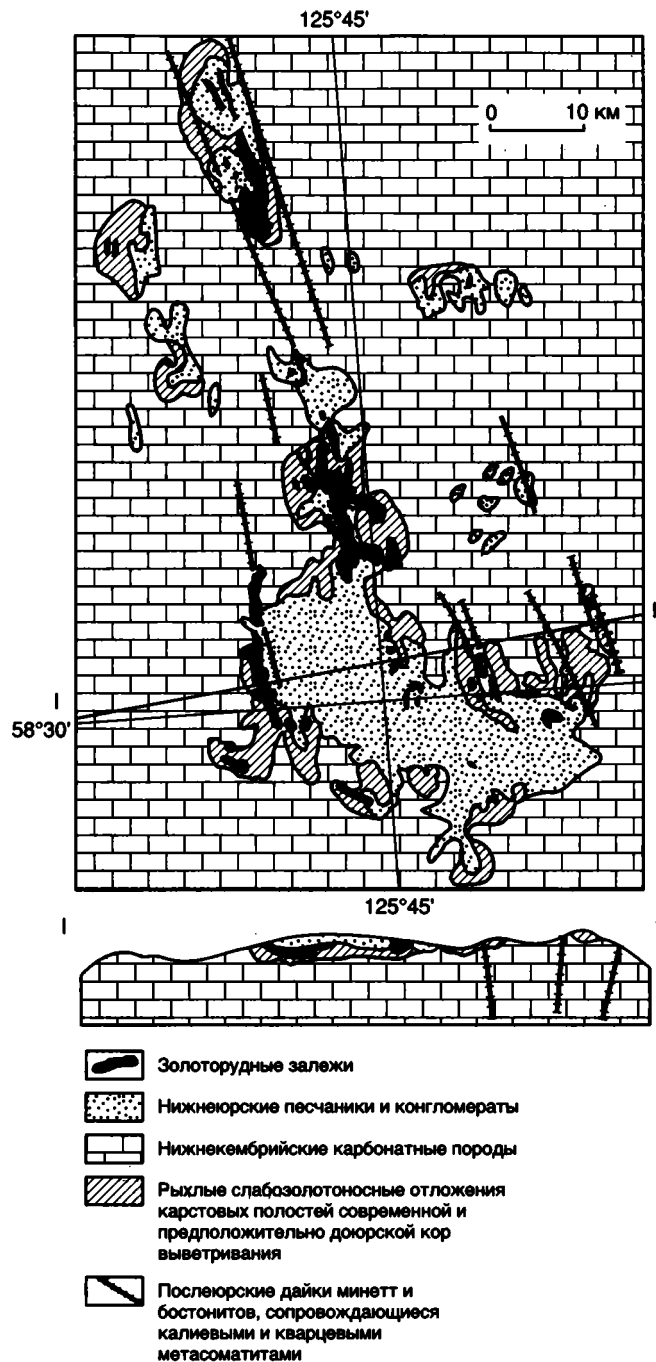 125°45'
0 10 км
I
I
58°30'
125°45'
I
Золоторудные залежи
Нижнеюрские песчаники и конгломераты
Нижнекембрийские карбонатные породы
Рыхлые слабозолотоносные отложения
карстовых полостей современной и
предположительно доюрской кор
выветривания
Послеюрские дайки минетт и
бостонитов, сопровождающиеся
калиевыми и кварцевыми
метасоматитами